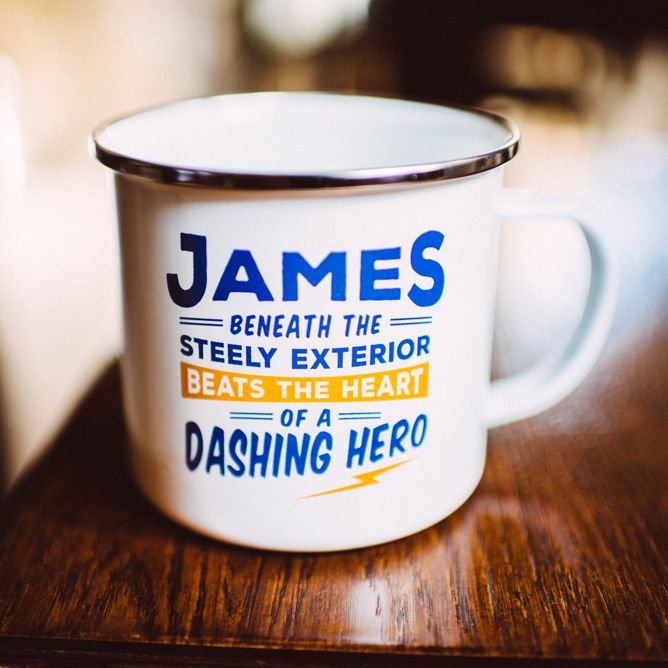 JAMES
BENEATH THE
STEELY EXTERIOR
BEATS THE HEART
OF A
DASHING HERO